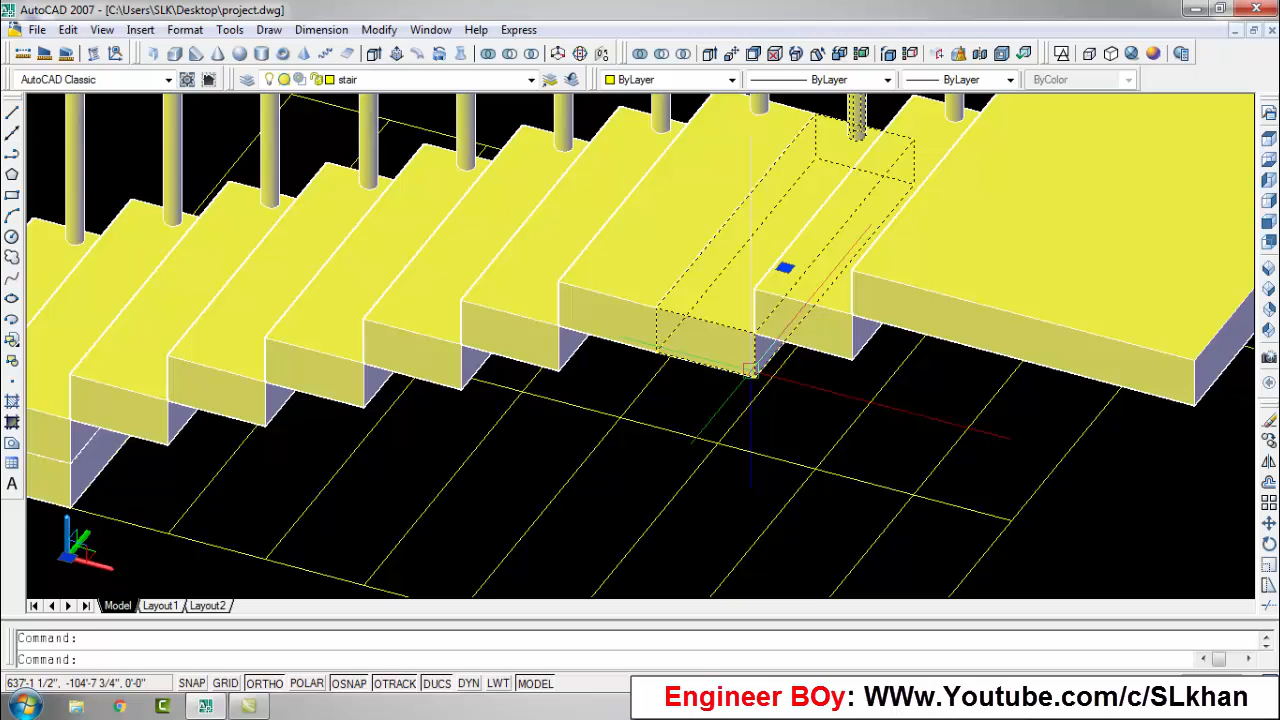 AutoCAD 2007 - [C:\Users\SLK\Desktop\project.dwg]
File Edit View Insert Format Tools Draw Dimension Modify Window Help Express
AutoCAD Classic stair ByLayer ByLayer ByLayer ByColor
A
Model Layout1 Layout2
Command:
Command:
637'-1 1/2", -104'-7 3/4", 0'-0" SNAP GRID ORTHO POLAR OSNAP OTRACK DUCS DYN LWT MODEL
Engineer BOy: WWw.Youtube.com/c/SLkhan